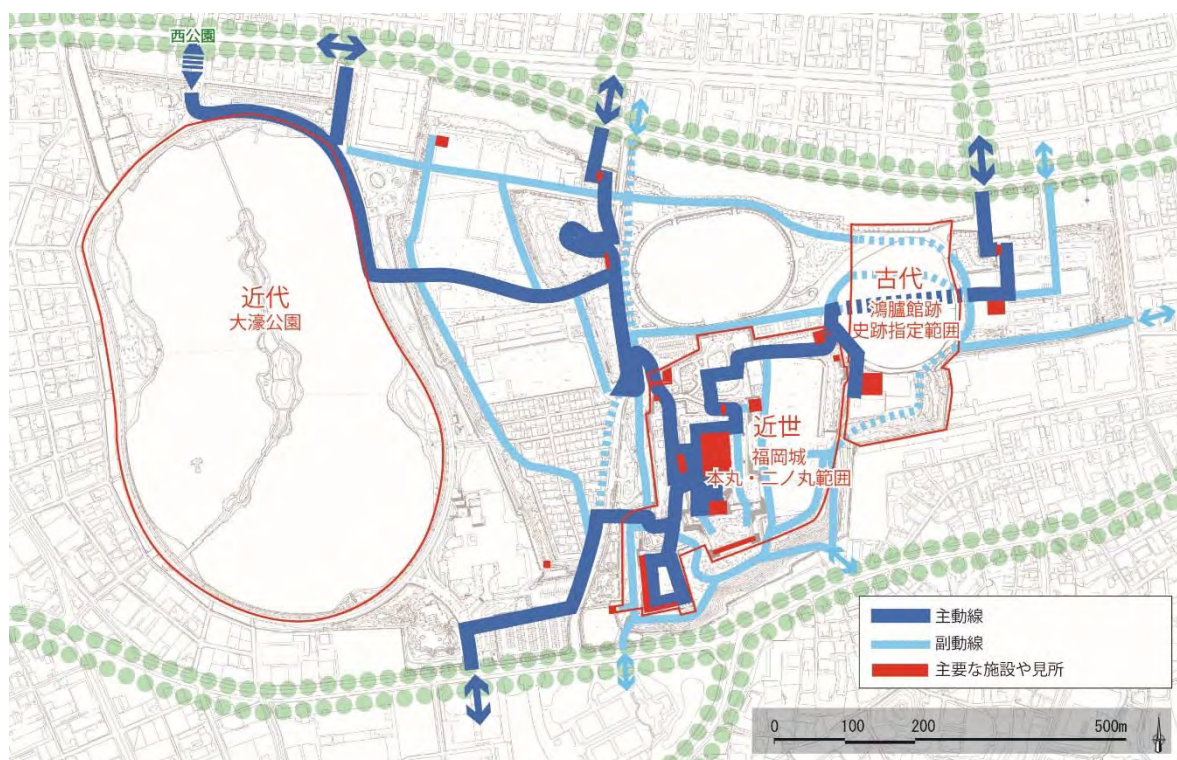 西公園
近代
大濠公園
古代
鴻臚館跡
史跡指定範囲
近世
福岡城
本丸・二ノ丸範囲
主動線
副動線
主要な施設や見所
0 100 200 500m